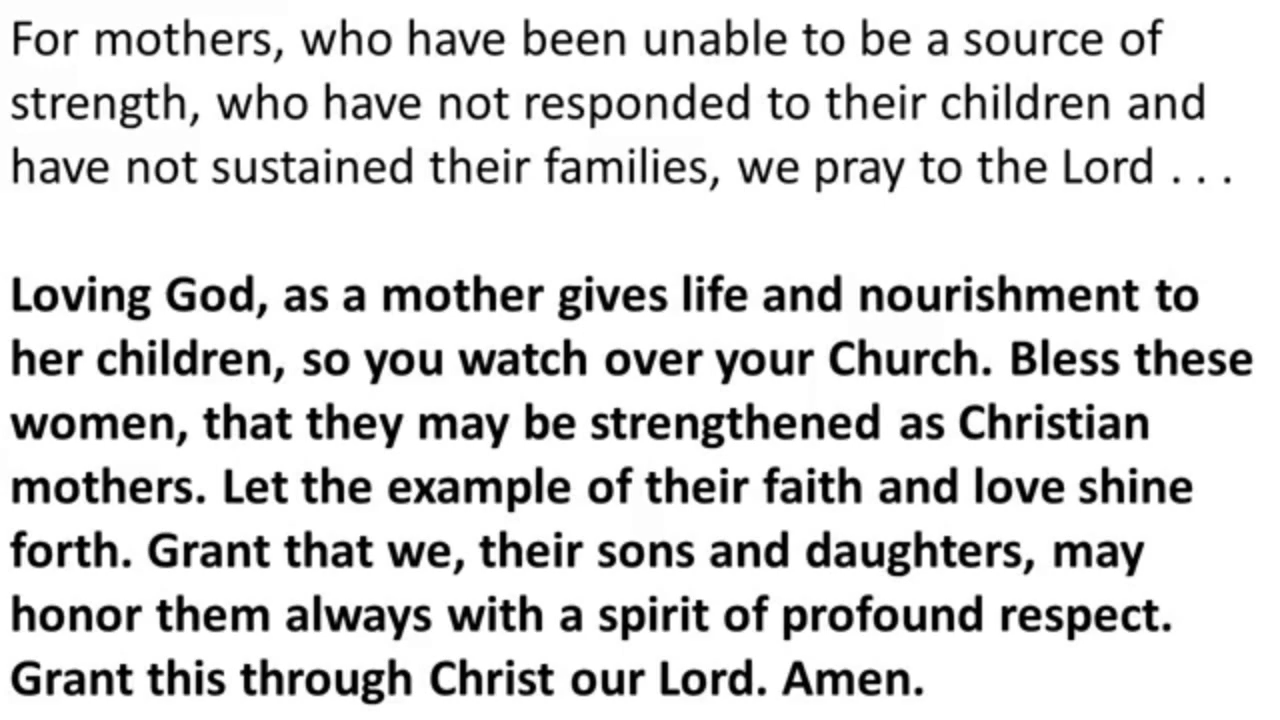 For mothers, who have been unable to be a source of
strength, who have not responded to their children and
have not sustained their families, we pray to the Lord . . .
Loving God, as a mother gives life and nourishment to
her children, so you watch over your Church. Bless these
women, that they may be strengthened as Christian
mothers. Let the example of their faith and love shine
forth. Grant that we, their sons and daughters, may
honor them always with a spirit of profound respect.
Grant this through Christ our Lord. Amen.